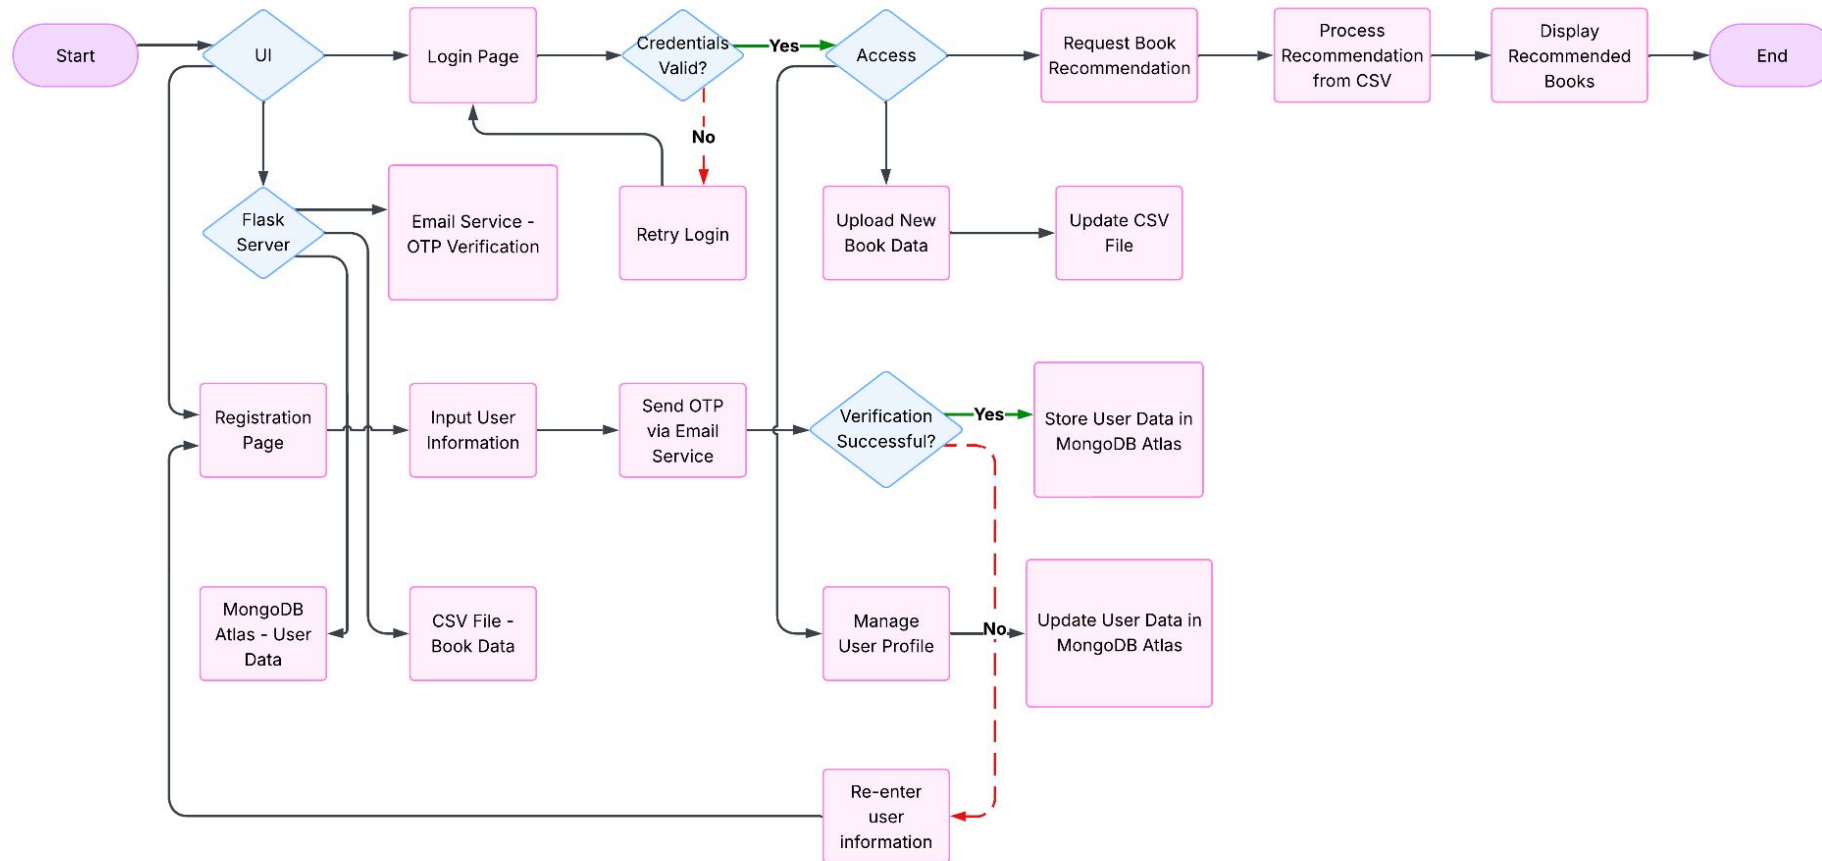 Start
UI
Login Page
Credentials
Valid?
Yes
Access
Request Book
Recommendation
Process
Recommendation
from CSV
Display
Recommended
Books
End
No
Flask
Server
Email Service -
OTP Verification
Retry Login
Upload New
Book Data
Update CSV
File
Registration
Page
Input User
Information
Send OTP
via Email
Service
Verification
Successful?
Yes
Store User Data in
MongoDB Atlas
MongoDB
Atlas - User
Data
CSV File -
Book Data
Manage
User Profile
No
Update User Data in
MongoDB Atlas
Re-enter
user
information